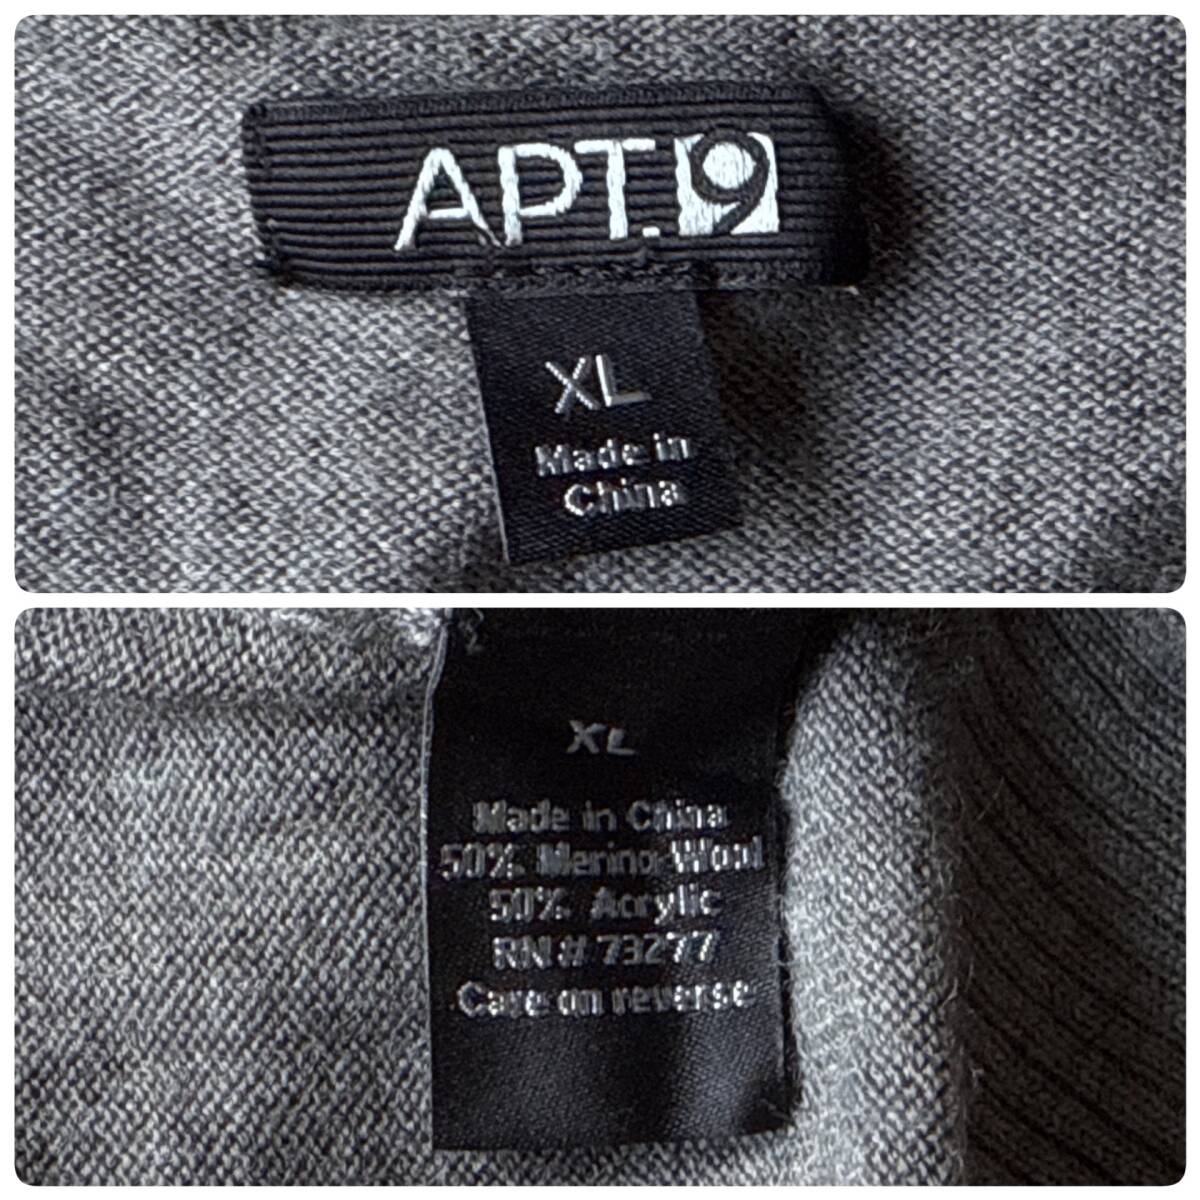 APT.9
XL
Made in
China
XL
Made in China
50% Merino Wool
50% Acrylic
RN# 73277
Care on reverse